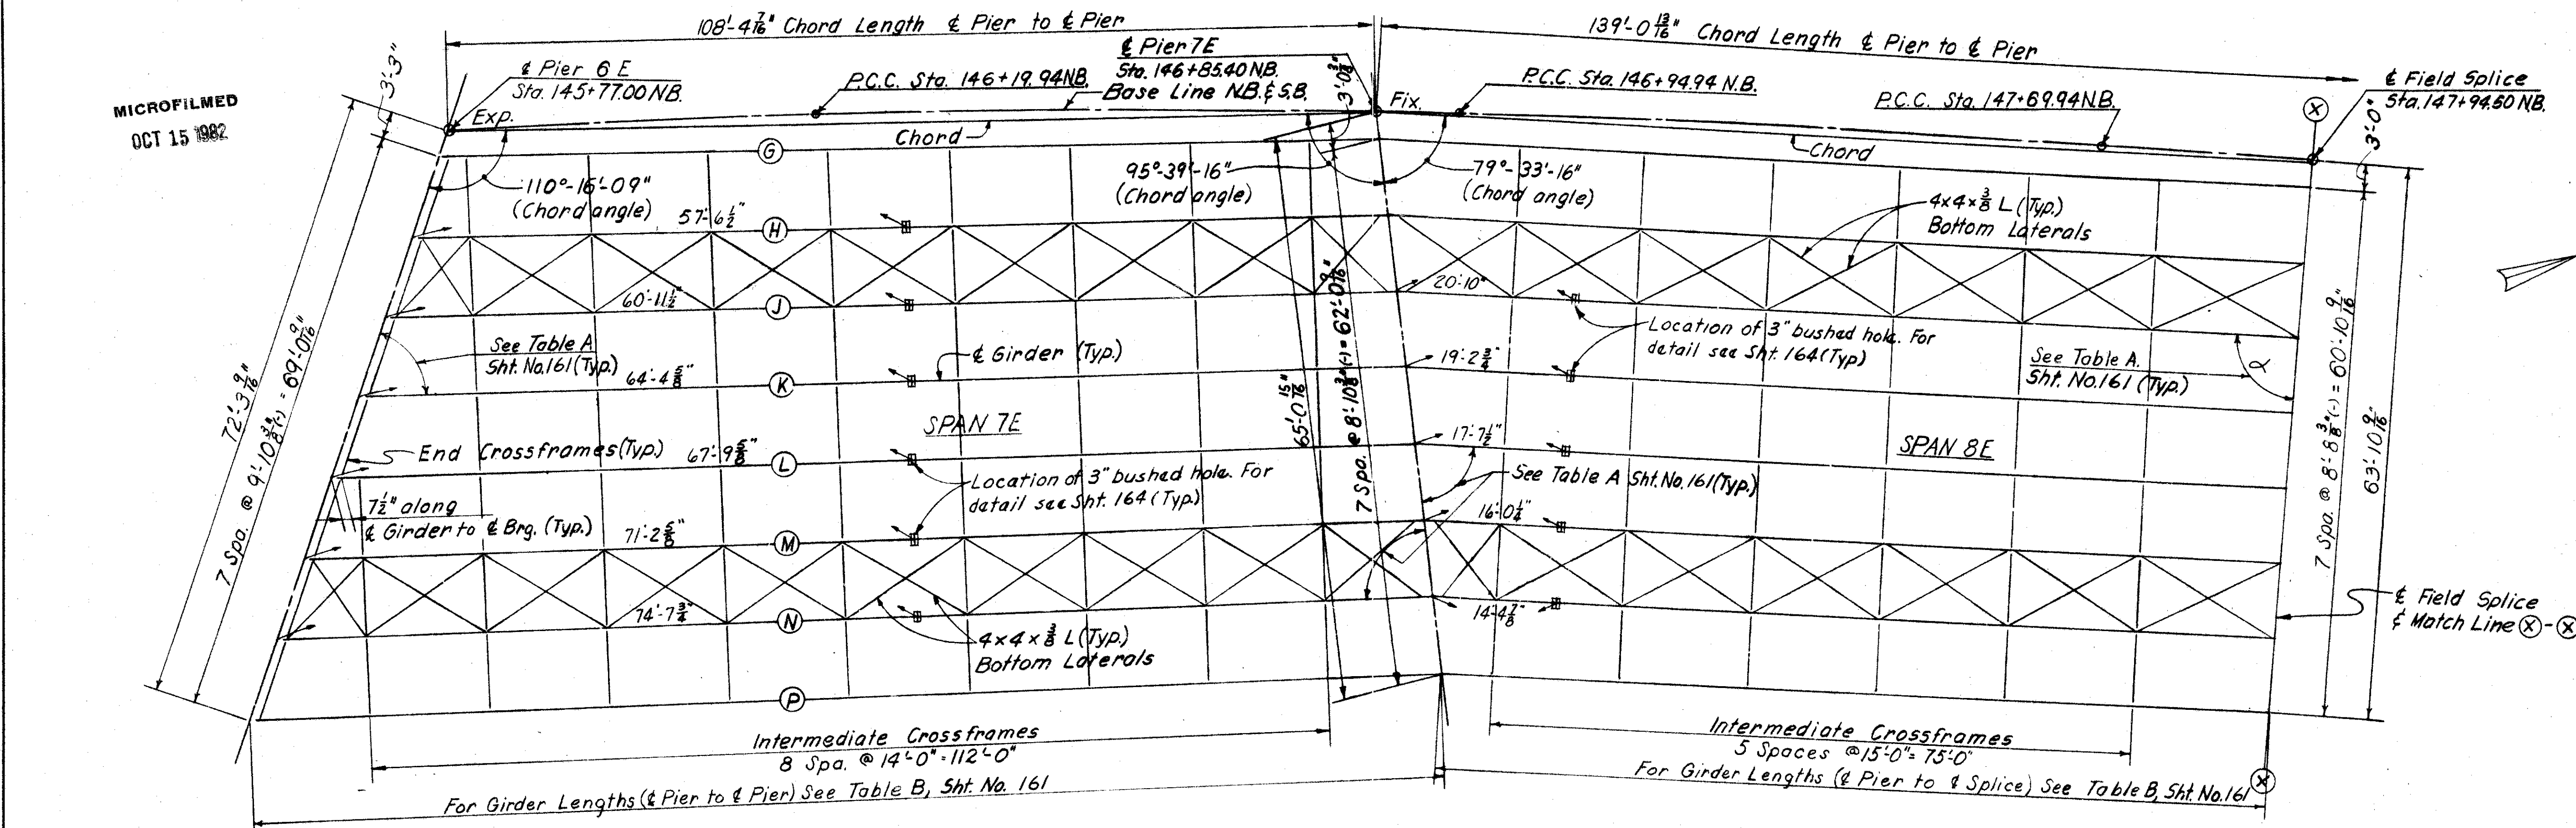 MICROFILMED
OCT 15 1982
108'-4 7/16" Chord Length ℄ Pier to ℄ Pier
139'-0 13/16" Chord Length ℄ Pier to ℄ Pier
3'-3"
℄ Pier 6 E
Sta. 145+77.00 NB.
P.C.C. Sta. 146+19.94 NB.
Base Line N.B. & S.B.
℄ Pier 7E
Sta. 146+85.40 NB.
3'-0 3/8"
P.C.C. Sta. 146+94.94 N.B.
P.C.C. Sta. 147+69.94 N.B.
℄ Field Splice
Sta. 147+94.60 NB.
X
3'-0"
Exp.
Fix.
Chord
Chord
G
110°-16'-09"
(Chord angle)
95°-39'-16"
(Chord angle)
79°-33'-16"
(Chord angle)
57'-6 1/2"
H
4x4x3/8 L (Typ.)
Bottom Laterals
60'-11 1/2"
J
20'-10"
Location of 3" bushed hole. For
detail see Sht. 164 (Typ)
See Table A
Sht. No. 161 (Typ.)
℄ Girder (Typ.)
64'-4 5/8"
K
19'-2 3/4"
See Table A.
Sht. No. 161 (Typ.)
α
SPAN 7E
SPAN 8E
72'-3 9/16"
7 Spa. @ 9'-10 3/8" (-) = 69'-0 9/16"
65'-0 15/16"
7 Spa. @ 8'-10 3/8" (-) = 62'-0 9/16"
7 Spa. @ 8'-8 3/8" (-) = 60'-10 9/16"
63'-10 9/16"
End Crossframes (Typ.)
67'-9 5/8"
L
17'-7 1/2"
Location of 3" bushed hole. For
detail see Sht. 164 (Typ.)
See Table A Sht. No. 161 (Typ.)
7 1/2" along
℄ Girder to ℄ Brg. (Typ.)
71'-2 5/8"
M
16'-0 1/4"
74'-7 3/4"
N
14'-4 7/8"
4x4x3/8 L (Typ.)
Bottom Laterals
℄ Field Splice
& Match Line X-X
P
Intermediate Crossframes
8 Spa. @ 14'-0" = 112'-0"
Intermediate Crossframes
5 Spaces @ 15'-0" = 75'-0"
For Girder Lengths (℄ Pier to ℄ Pier) See Table B, Sht. No. 161
For Girder Lengths (℄ Pier to ℄ Splice) See Table B, Sht. No. 161
X